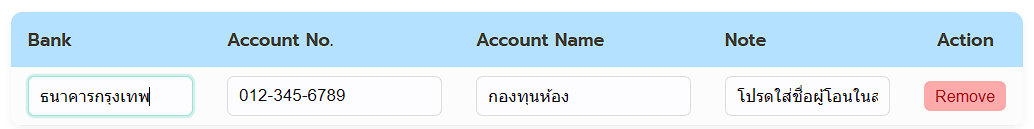 Bank Account No. Account Name Note Action
ธนาคารกรุงเทพ 012-345-6789 กองทุนห้อง โปรดใส่ชื่อผู้โอนในส Remove